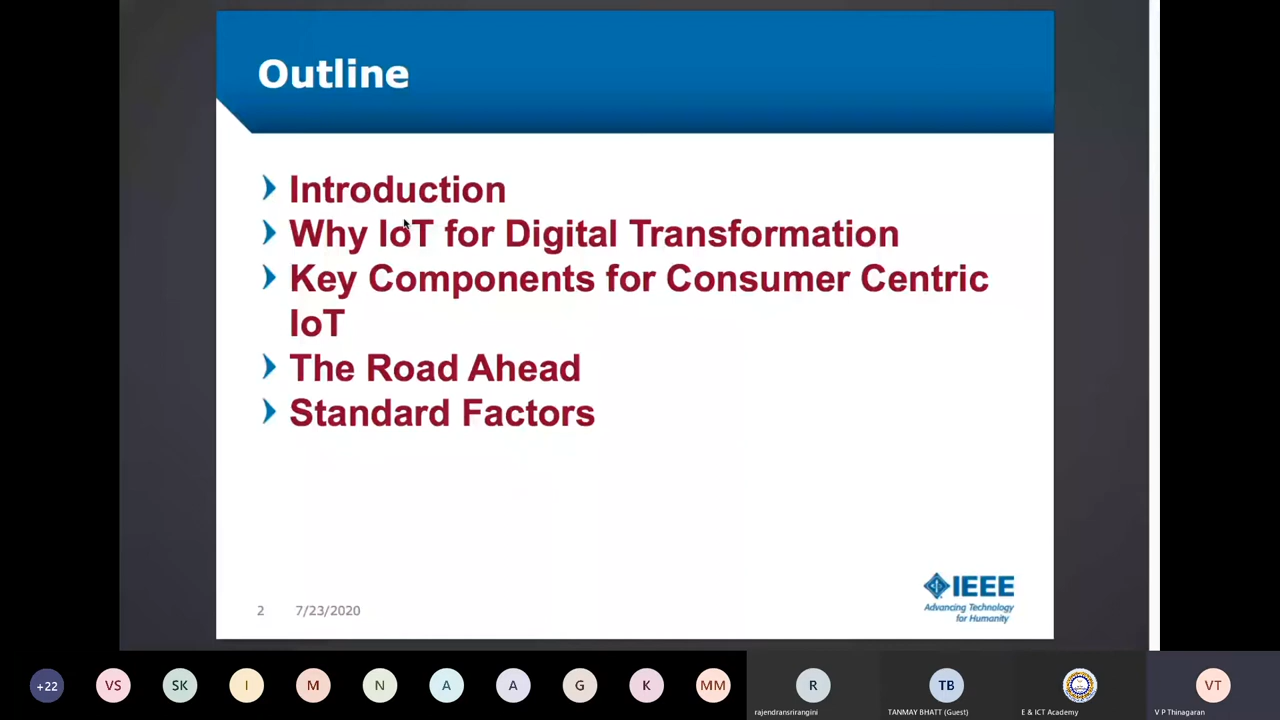 Outline
Introduction
Why IoT for Digital Transformation
Key Components for Consumer Centric
IoT
The Road Ahead
Standard Factors
2 7/23/2020
IEEE
Advancing Technology
for Humanity
+22 VS SK I M N A A G K MM R TB VT
rajendransrirangini TANMAY BHATT (Guest) E & ICT Academy V P Thinagaran